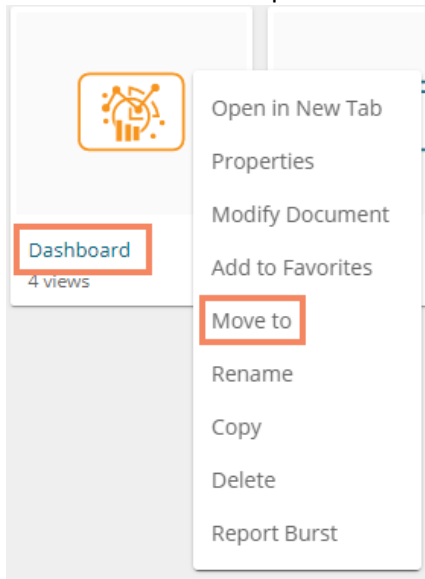 Dashboard
4 views
Open in New Tab
Properties
Modify Document
Add to Favorites
Move to
Rename
Copy
Delete
Report Burst